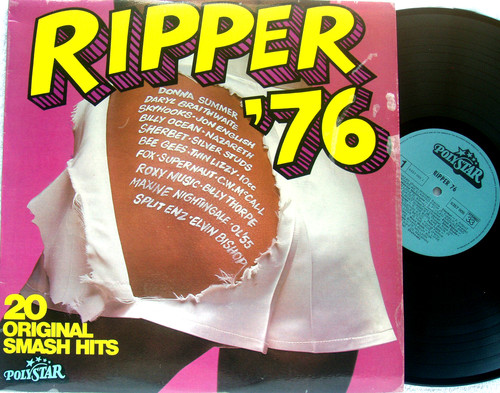 RIPPER
'76
DONNA SUMMER
DARYL BRAITHWAITE
SKYHOOKS · JON ENGLISH
BILLY OCEAN · NAZARETH
SHERBET · SILVER STUDS
BEE GEES · THIN LIZZY · 10cc
FOX · SUPERNAUT · C.W. McCALL
ROXY MUSIC · BILLY THORPE
MAXINE NIGHTINGALE · 'OL '55
SPLIT ENZ · ELVIN BISHOP
20
ORIGINAL
SMASH HITS
POLYSTAR
POLYSTAR
RIPPER 76
33